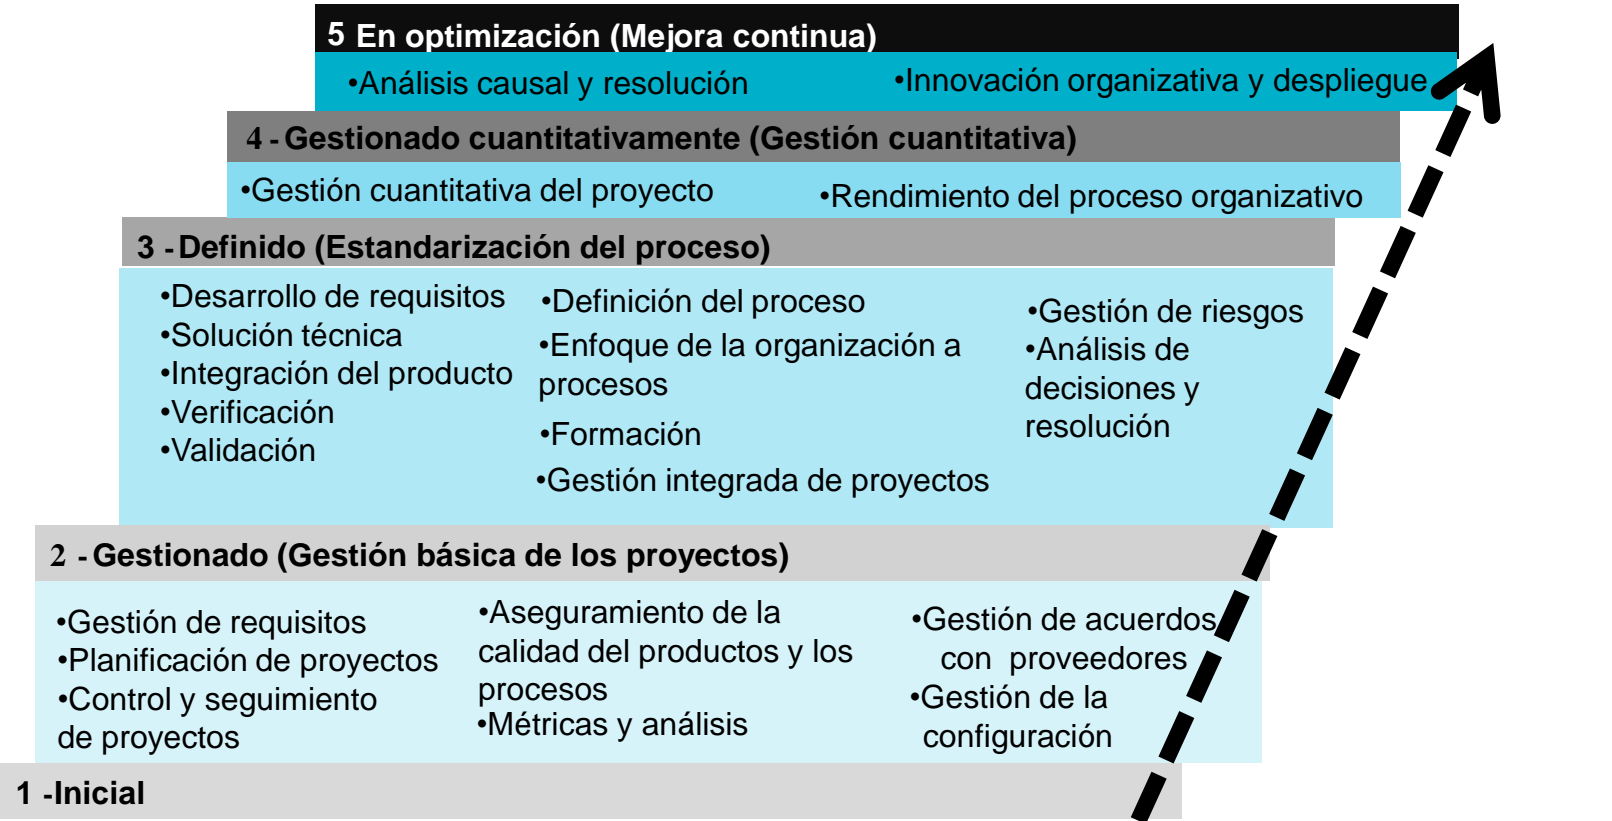 5 En optimización (Mejora continua)
•Análisis causal y resolución
•Innovación organizativa y despliegue
4 - Gestionado cuantitativamente (Gestión cuantitativa)
•Gestión cuantitativa del proyecto
•Rendimiento del proceso organizativo
3 - Definido (Estandarización del proceso)
•Desarrollo de requisitos
•Solución técnica
•Integración del producto
•Verificación
•Validación
•Definición del proceso
•Enfoque de la organización a
procesos
•Formación
•Gestión integrada de proyectos
•Gestión de riesgos
•Análisis de
decisiones y
resolución
2 - Gestionado (Gestión básica de los proyectos)
•Gestión de requisitos
•Planificación de proyectos
•Control y seguimiento
de proyectos
•Aseguramiento de la
calidad del productos y los
procesos
•Métricas y análisis
•Gestión de acuerdos
con proveedores
•Gestión de la
configuración
1 -Inicial